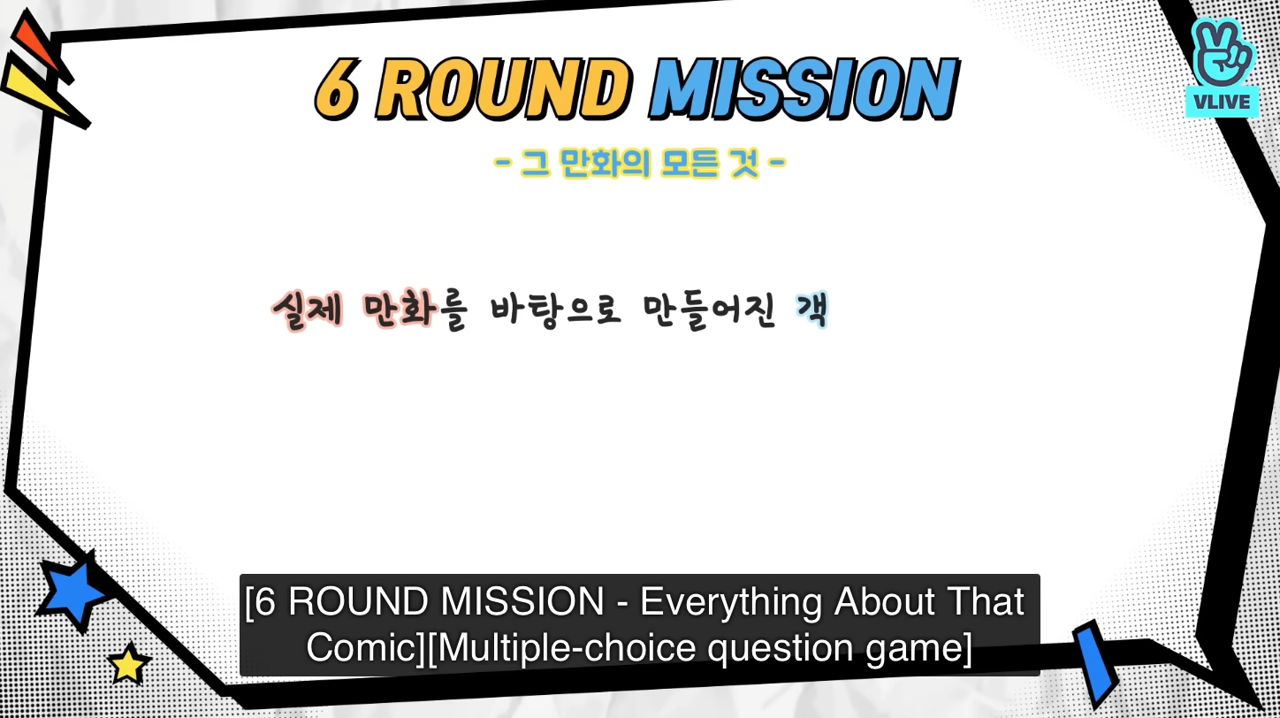 6 ROUND MISSION
VLIVE
- 그 만화의 모든 것 -
실제 만화를 바탕으로 만들어진 객
[6 ROUND MISSION - Everything About That
Comic][Multiple-choice question game]